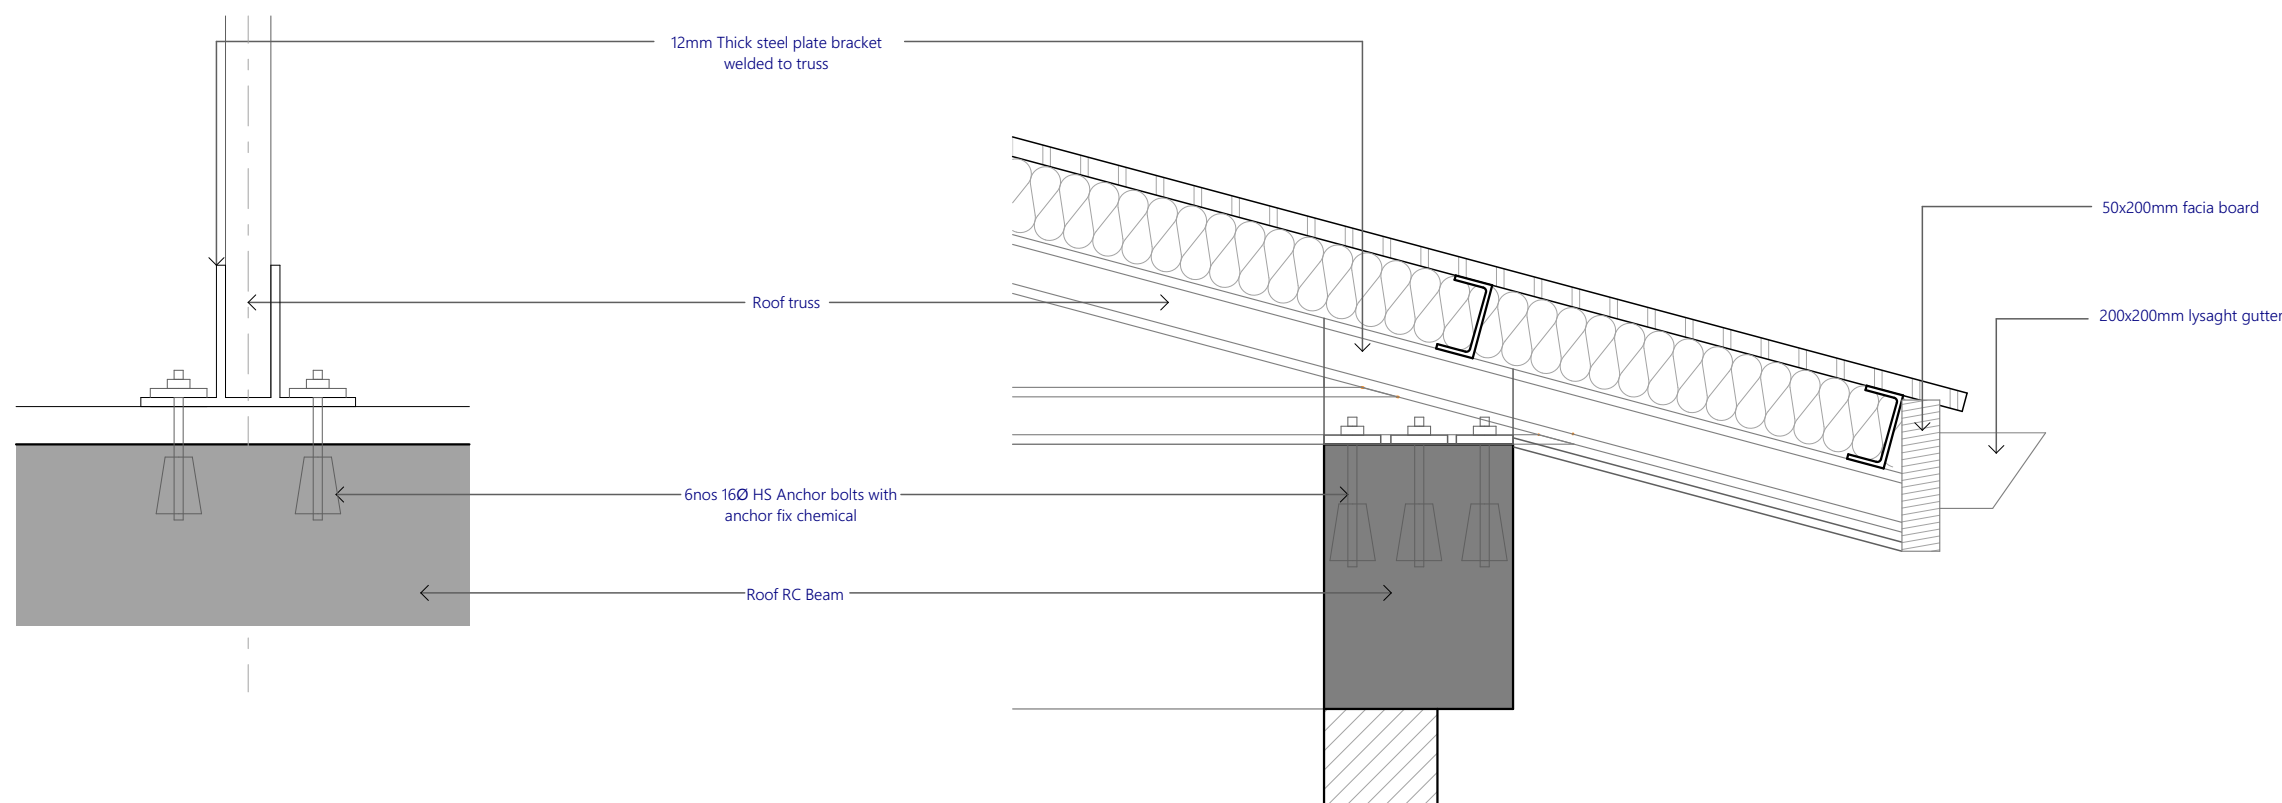 12mm Thick steel plate bracket
welded to truss
50x200mm facia board
Roof truss
200x200mm lysaght gutter
6nos 16Ø HS Anchor bolts with
anchor fix chemical
Roof RC Beam